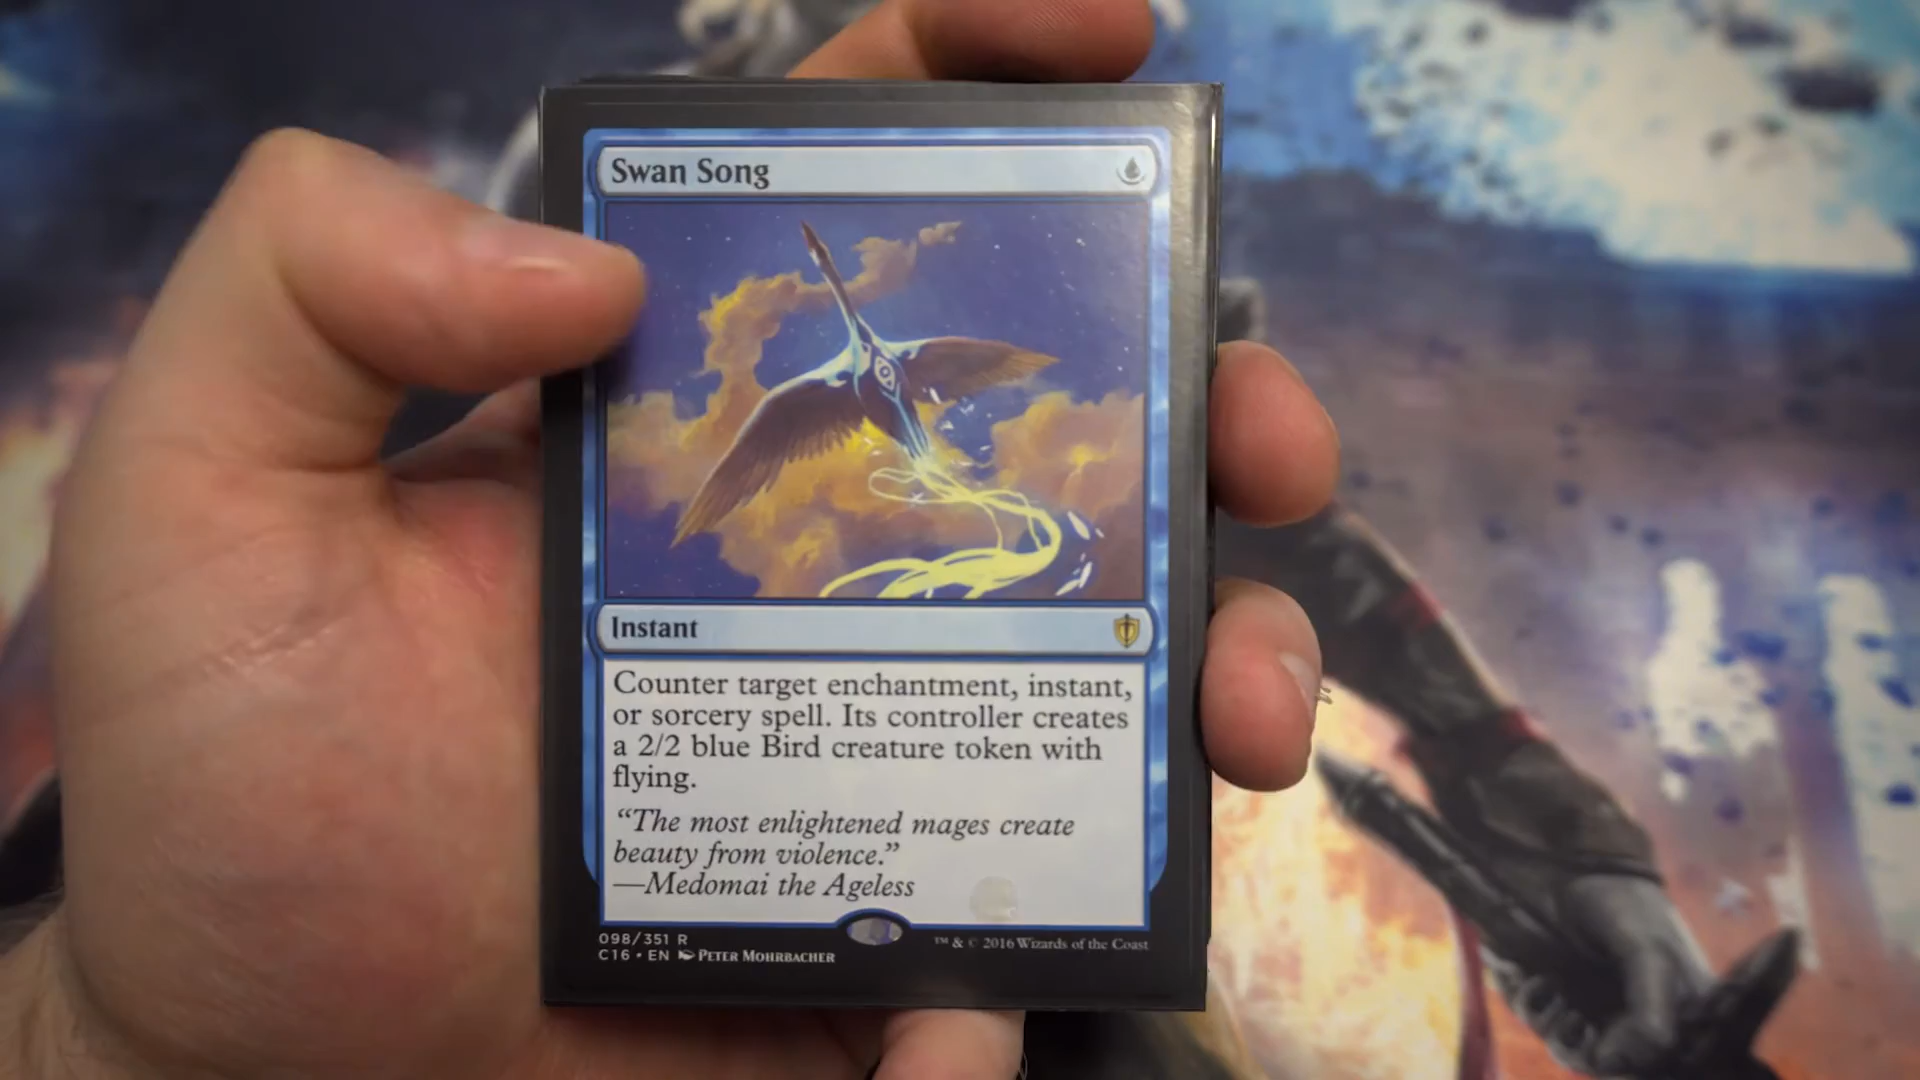 Swan Song
Instant
Counter target enchantment, instant,
or sorcery spell. Its controller creates
a 2/2 blue Bird creature token with
flying.
“The most enlightened mages create
beauty from violence.”
—Medomai the Ageless
098/351 R
C16 • EN Peter Mohrbacher
™ & © 2016 Wizards of the Coast